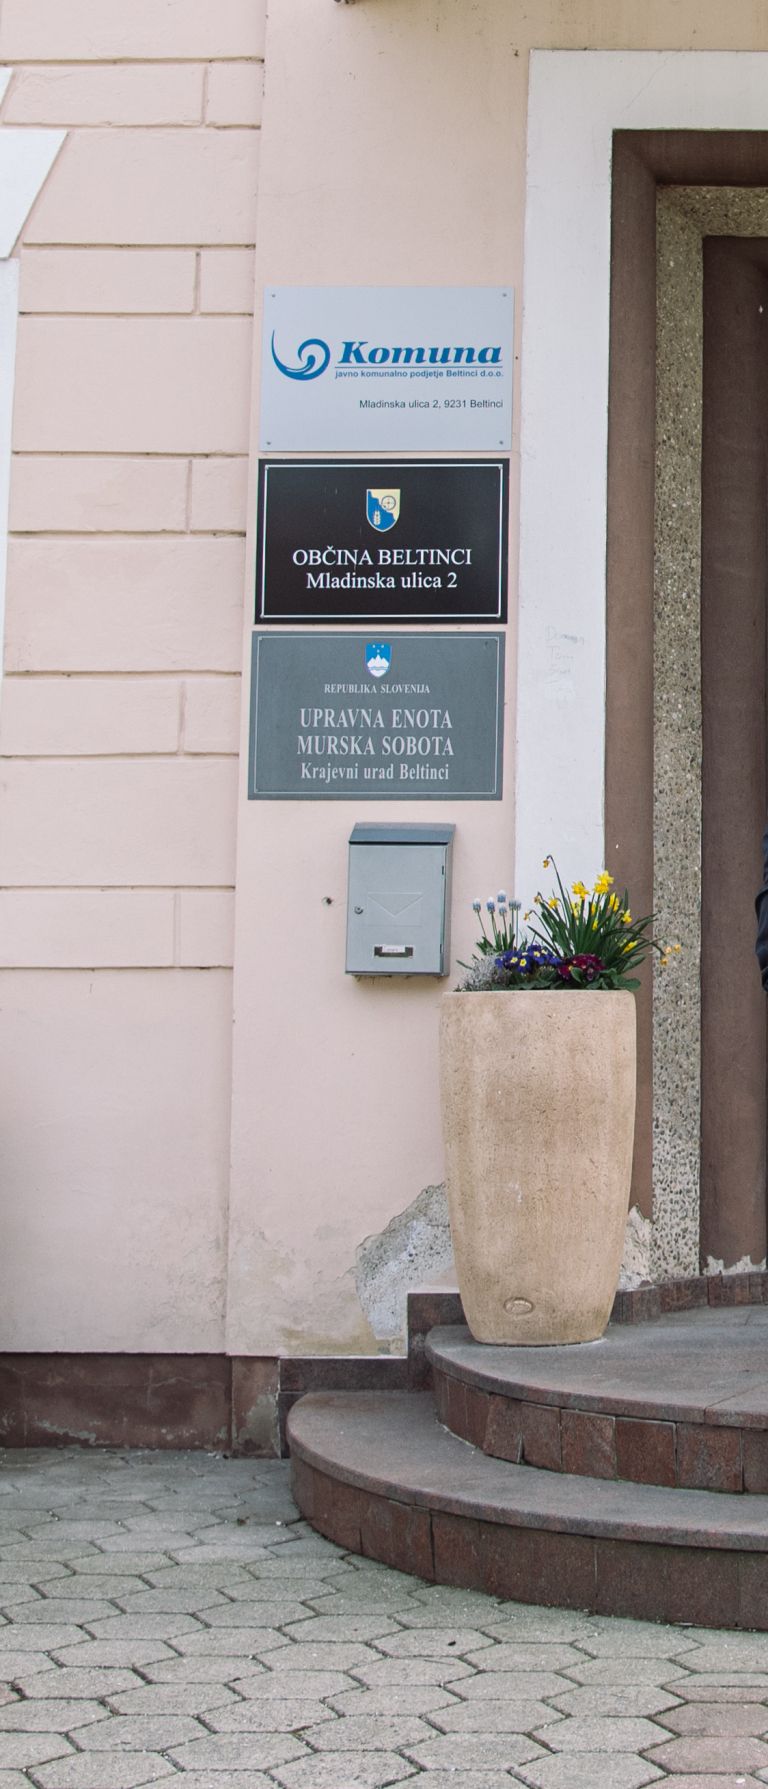 Komuna
javno komunalno podjetje Beltinci d.o.o.
Mladinska ulica 2, 9231 Beltinci
OBČINA BELTINCI
Mladinska ulica 2
REPUBLIKA SLOVENIJA
UPRAVNA ENOTA
MURSKA SOBOTA
Krajevni urad Beltinci